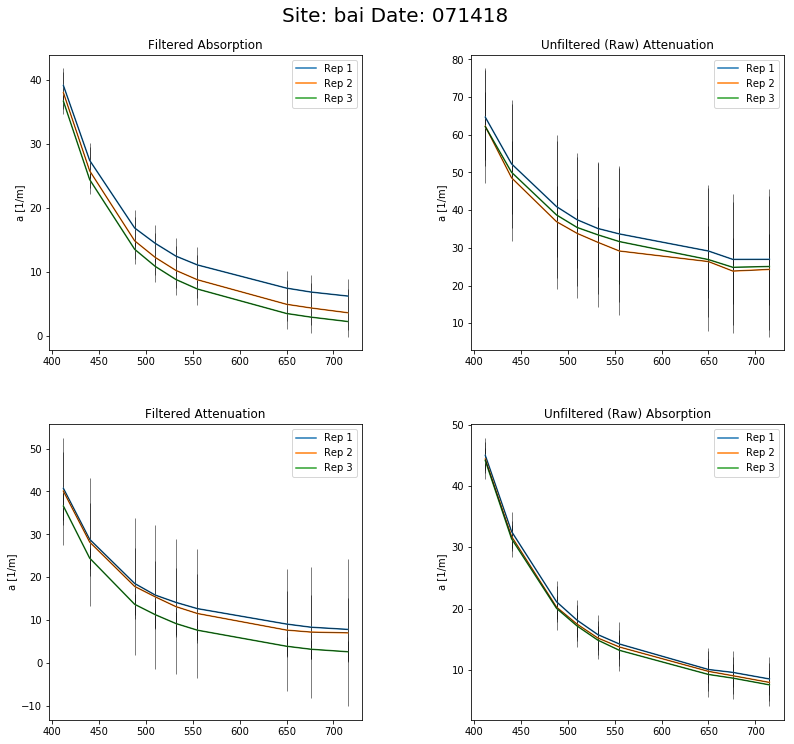 Site: bai Date: 071418
Filtered Absorption
a [1/m]
40
30
20
10
0
400 450 500 550 600 650 700
Rep 1
Rep 2
Rep 3
Unfiltered (Raw) Attenuation
a [1/m]
80
70
60
50
40
30
20
10
400 450 500 550 600 650 700
Rep 1
Rep 2
Rep 3
Filtered Attenuation
a [1/m]
50
40
30
20
10
0
−10
400 450 500 550 600 650 700
Rep 1
Rep 2
Rep 3
Unfiltered (Raw) Absorption
a [1/m]
50
40
30
20
10
400 450 500 550 600 650 700
Rep 1
Rep 2
Rep 3